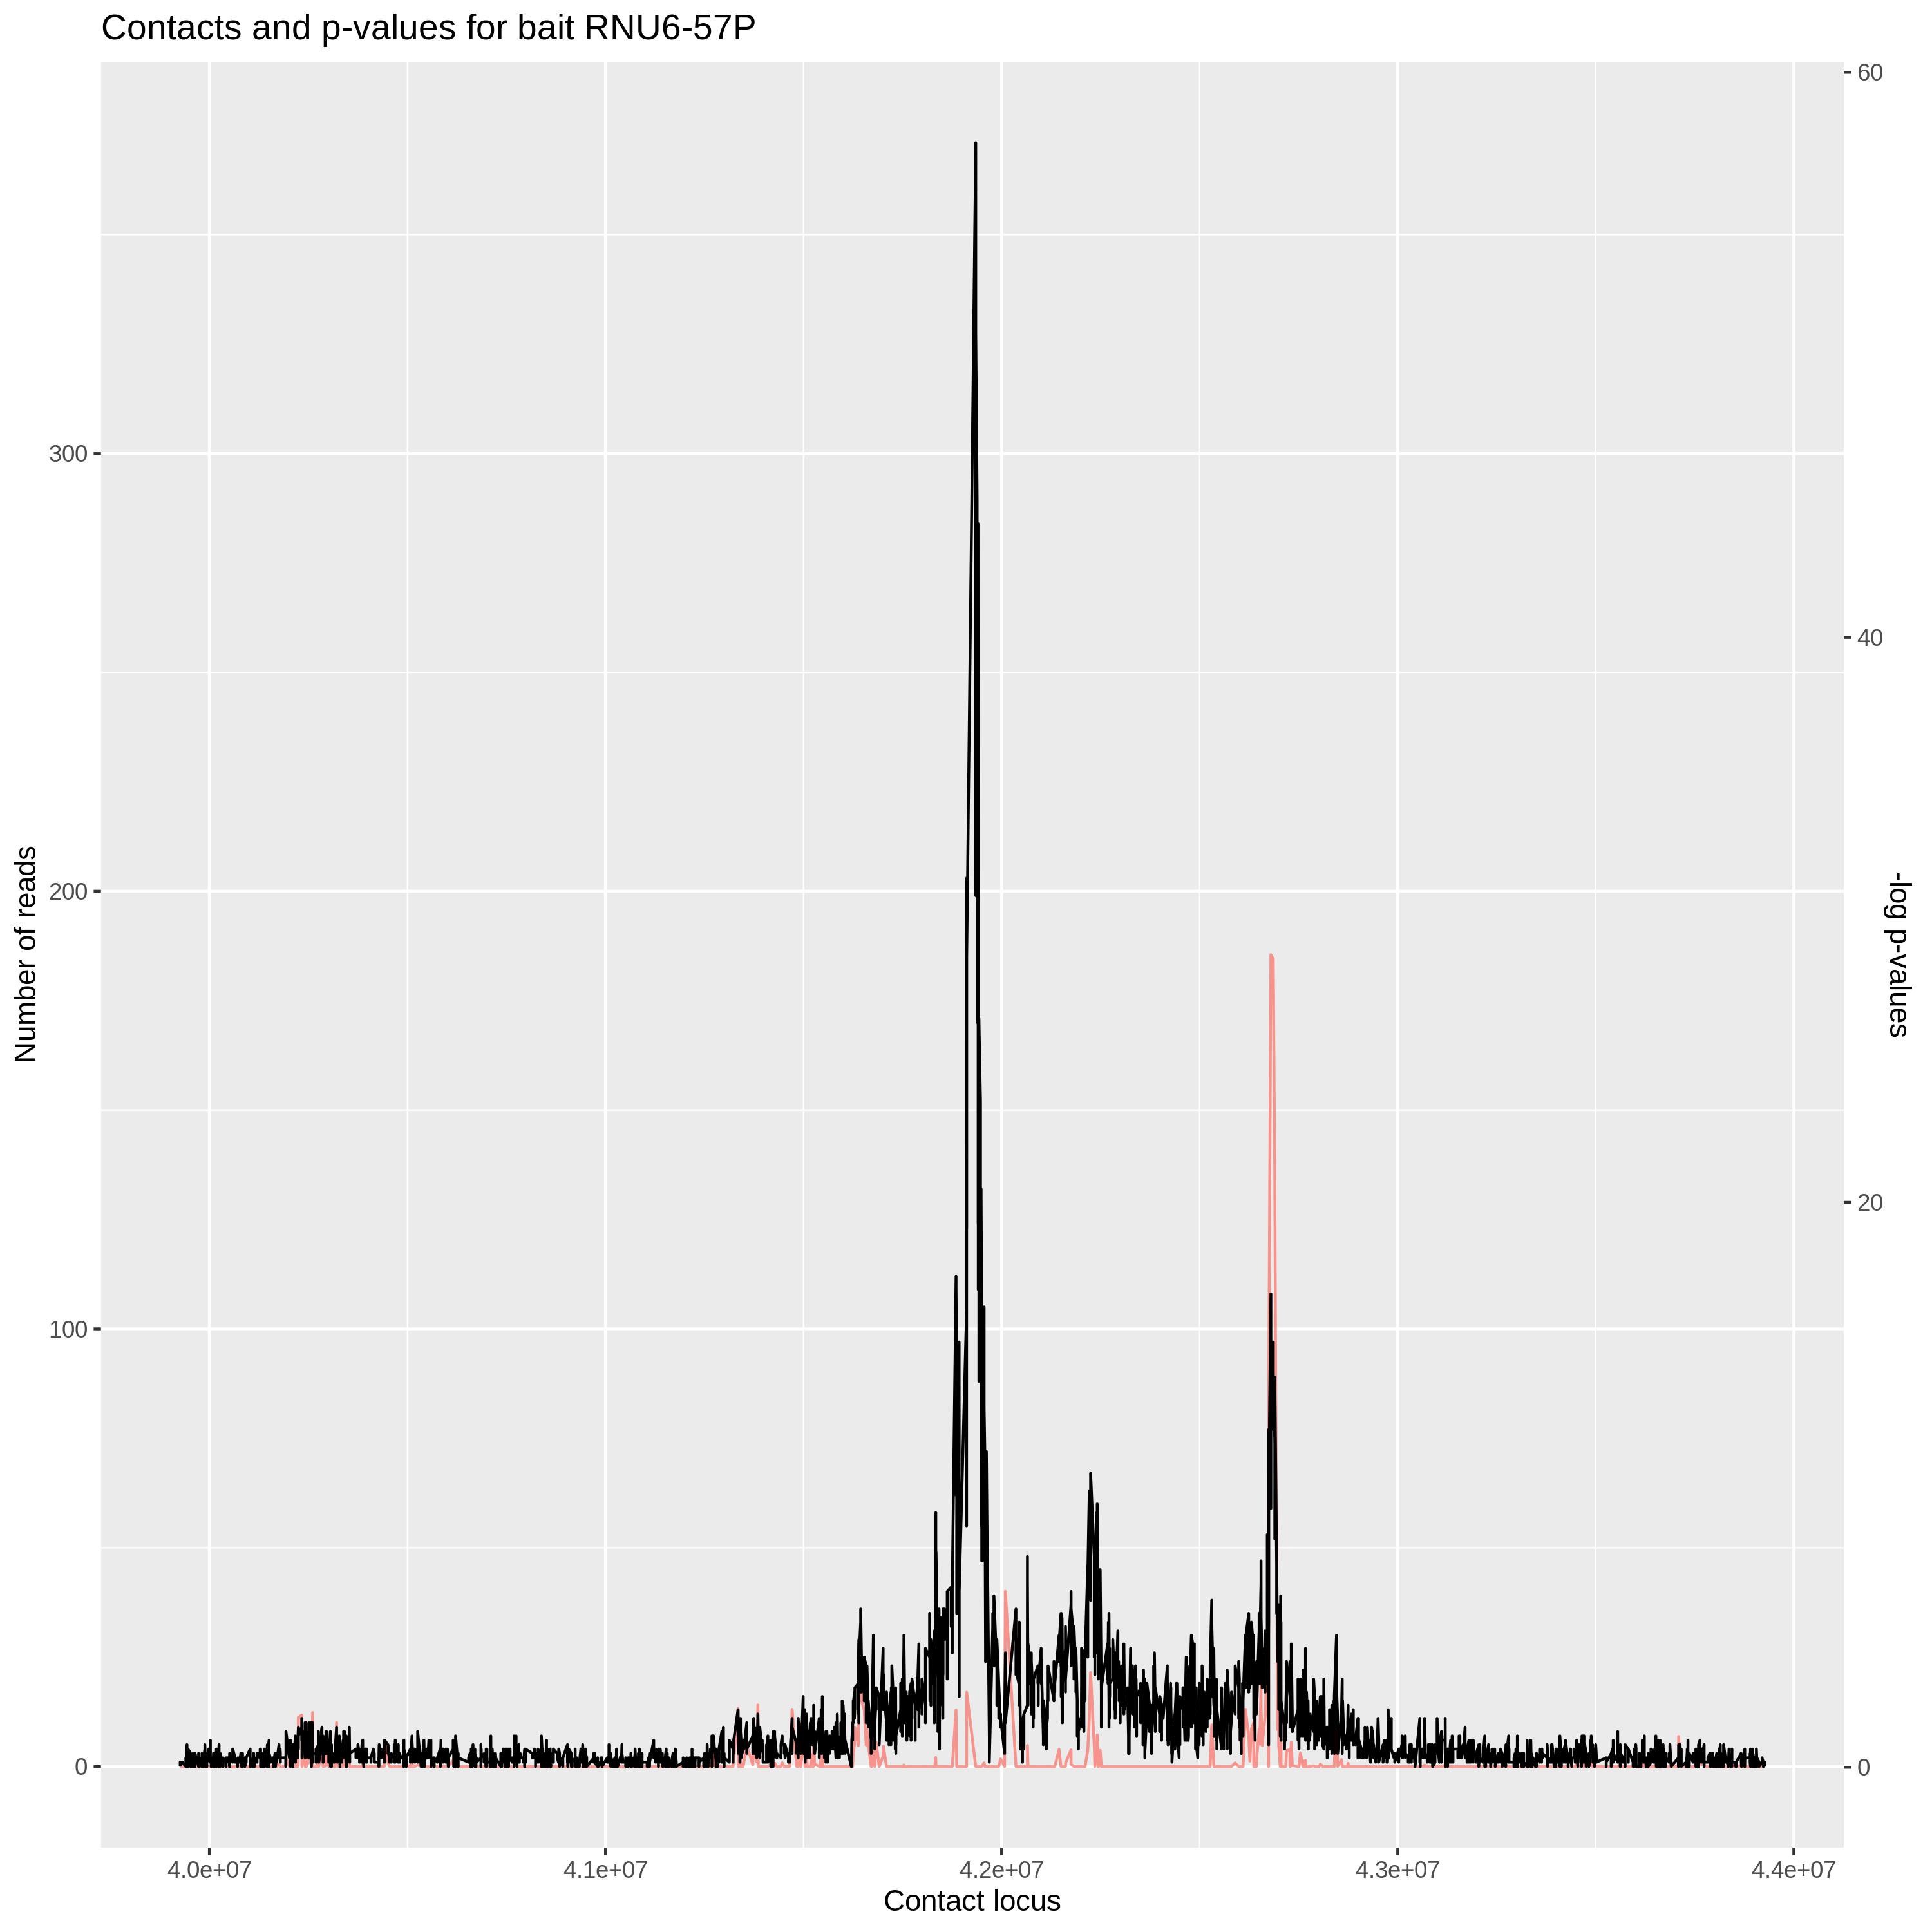 Contacts and p-values for bait RNU6-57P
Number of reads
300
200
100
0
60
40
20
0
-log p-values
4.0e+07
4.1e+07
4.2e+07
4.3e+07
4.4e+07
Contact locus